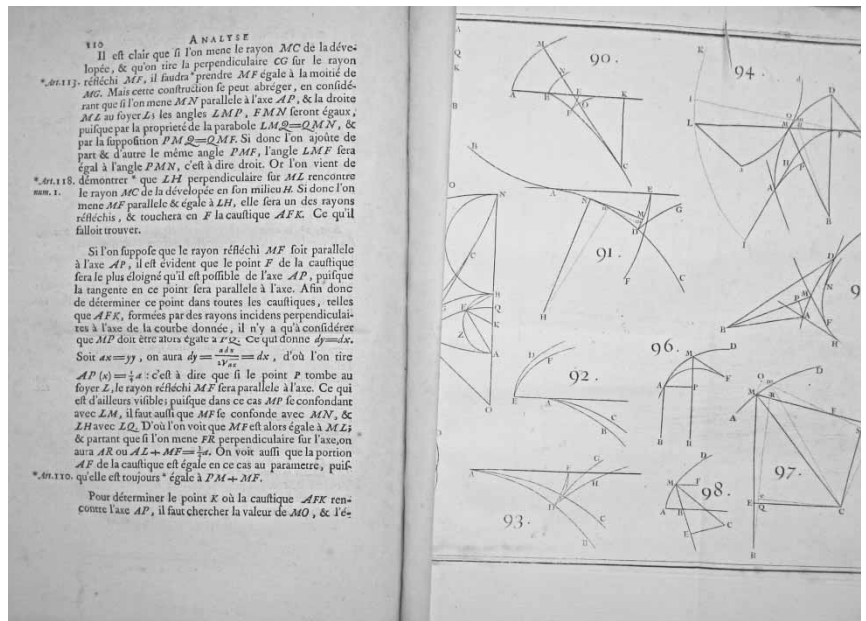 110
ANALYSE
Il est clair que si l'on mene le rayon MC de la déve-
lopée, & qu'on tire la perpendiculaire CG sur le rayon
*Art. 113. réfléchi MF, il faudra * prendre MF égale à la moitié de
MG. Mais cette construction se peut abréger, en considé-
rant que si l'on mene MN parallele à l'axe AP, & la droite
ML au foyer L; les angles LMP, FMN seront égaux,
puisque par la proprieté de la parabole LMQ=QMN, &
par la supposition PMQ=QMF. Si donc l'on ajoûte de
part & d'autre le même angle PMF, l'angle LMF sera
égal à l'angle PMN, c'est à dire droit. Or l'on vient de
*Art. 118. démontrer * que LH perpendiculaire sur ML rencontre
num. 1. le rayon MC de la dévelopée en son milieu H. Si donc l'on
mene MF parallele & égale à LH, elle sera un des rayons
réfléchis, & touchera en F la caustique AFK. Ce qu'il
falloit trouver.
Si l'on suppose que le rayon réfléchi MF soit parallele
à l'axe AP, il est évident que le point F de la caustique
sera le plus éloigné qu'il est possible de l'axe AP, puisque
la tangente en ce point sera parallele à l'axe. Afin donc
de déterminer ce point dans toutes les caustiques, telles
que AFK, formées par des rayons incidens perpendiculai-
res à l'axe de la courbe donnée, il n'y a qu'à considérer
que MP doit être alors égale à PQ. Ce qui donne dy=dx.
Soit ax=yy, on aura dy=adx/2√ax=dx, d'où l'on tire
AP (x)=¼a : c'est à dire que si le point P tombe au
foyer L, le rayon réfléchi MF sera parallele à l'axe. Ce qui
est d'ailleurs visible; puisque dans ce cas MP se confondant
avec LM, il faut aussi que MF se confonde avec MN, &
LH avec LQ. D'où l'on voit que MF est alors égale à ML;
& partant que si l'on mene FR perpendiculaire sur l'axe, on
aura AR ou AL+MF=¾a. On voit aussi que la portion
AF de la caustique est égale en ce cas au parametre, puis-
*Art. 110. qu'elle est toujours * égale à PM+MF.
Pour déterminer le point K où la caustique AFK ren-
contre l'axe AP, il faut chercher la valeur de MO, & l'é-
90.
94.
91.
92.
96.
97.
93.
98.